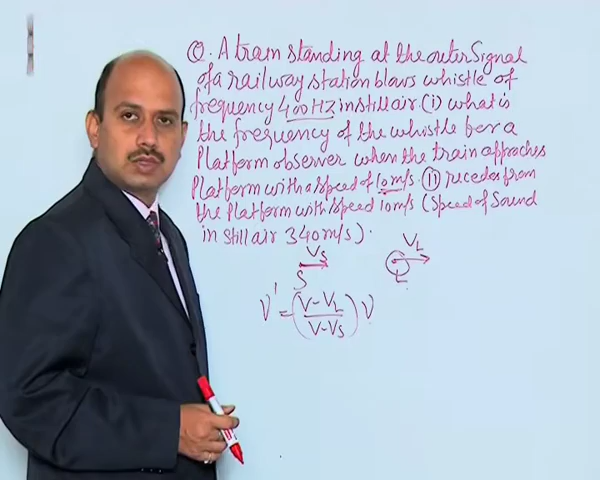 Q. A train standing at the outer Signal
of a railway station blows whistle of
frequency 400 HZ in still air. (i) what is
the frequency of the whistle for a
Platform observer when the train approches
Platform with a speed of 10 m/s. (ii) recedes from
the Platform with speed 10 m/s (Speed of Sound
in still air 340 m/s).
Vs VL
S L
ν' = (V-VL / V-Vs) ν